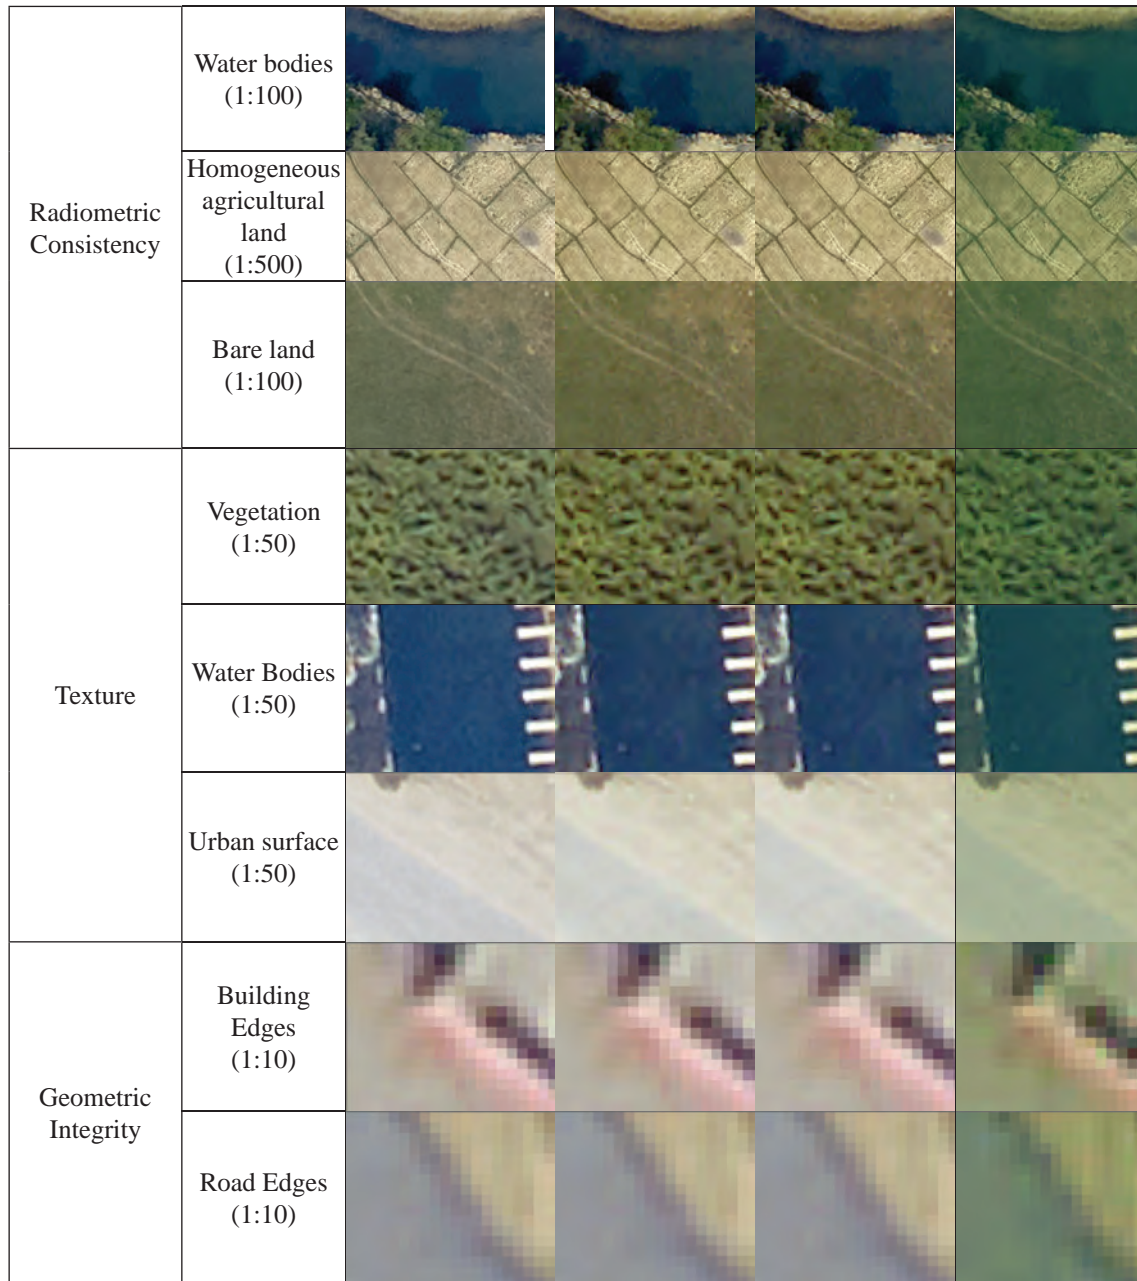 Radiometric
Consistency
Water bodies
(1:100)
Homogeneous
agricultural
land
(1:500)
Bare land
(1:100)
Texture
Vegetation
(1:50)
Water Bodies
(1:50)
Urban surface
(1:50)
Geometric
Integrity
Building
Edges
(1:10)
Road Edges
(1:10)